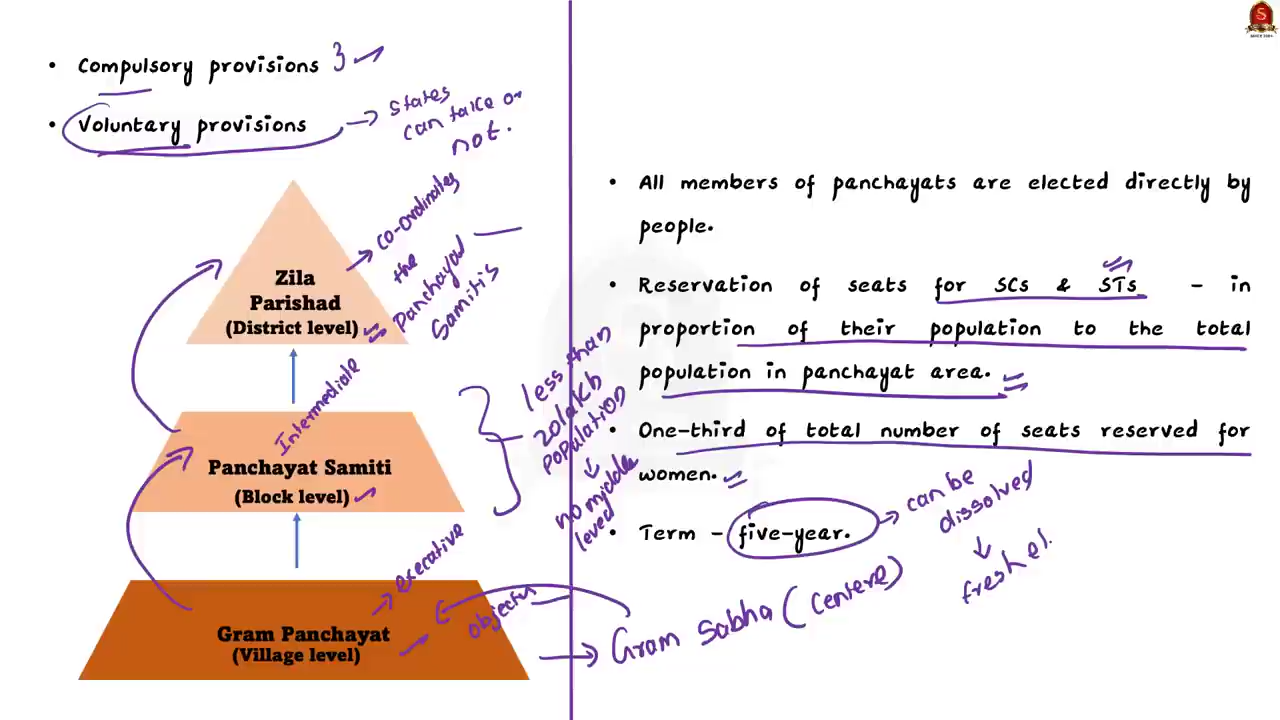 • Compulsory provisions 3
• Voluntary provisions
→ states
can take or
not.
Zila
Parishad
(District level)
→ co-ordinates
the
Panchayat
Samitis
Intermediate
Panchayat Samiti
(Block level)
less than
20lakh
population
↓
no middle
level
Gram Panchayat
(Village level)
→ executive
objectus
→ Gram Sabha (Centere)
• All members of panchayats are elected directly by
people.
• Reservation of seats for SCs & STs - in
proportion of their population to the total
population in panchayat area.
• One-third of total number of seats reserved for
women.
• Term - five-year.
→ can be
dissolved
↓
fresh el.